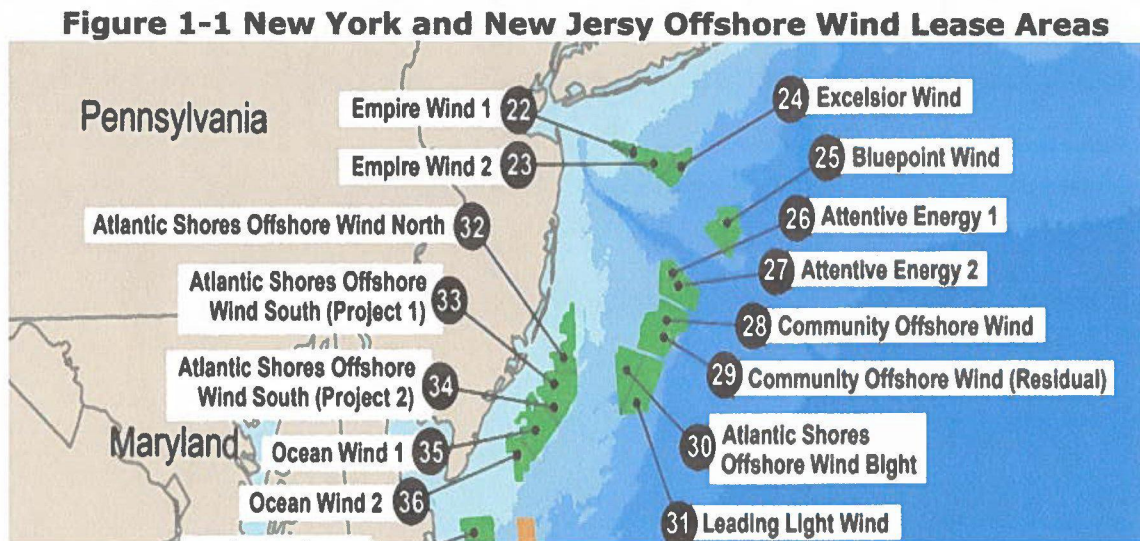 Figure 1-1 New York and New Jersy Offshore Wind Lease Areas
Pennsylvania
Maryland
Empire Wind 1 22
Empire Wind 2 23
24 Excelsior Wind
25 Bluepoint Wind
26 Attentive Energy 1
27 Attentive Energy 2
28 Community Offshore Wind
29 Community Offshore Wind (Residual)
30 Atlantic Shores
Offshore Wind Bight
31 Leading Light Wind
Atlantic Shores Offshore Wind North 32
Atlantic Shores Offshore
Wind South (Project 1) 33
Atlantic Shores Offshore
Wind South (Project 2) 34
Ocean Wind 1 35
Ocean Wind 2 36